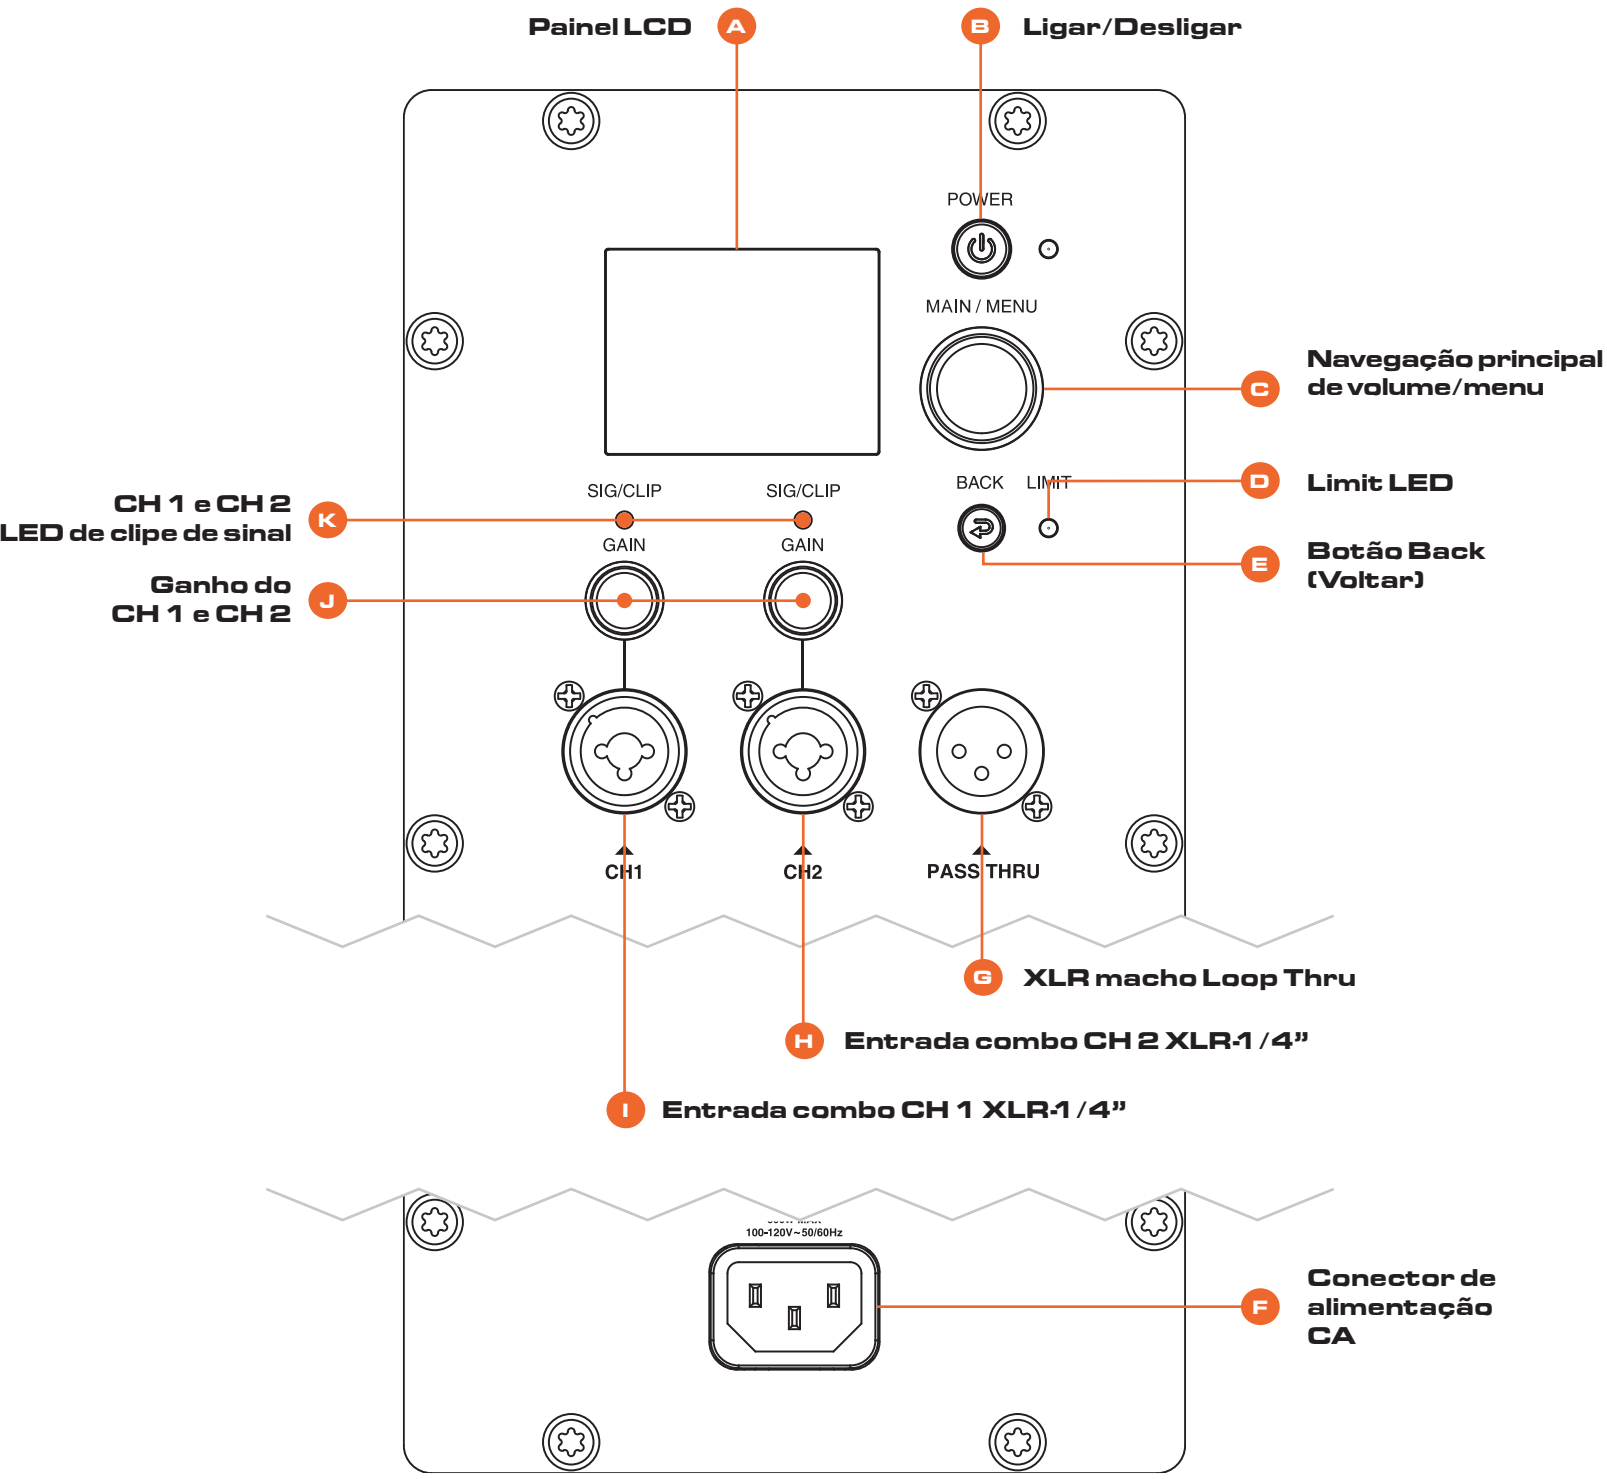 Painel LCD A
B Ligar/Desligar
POWER
MAIN / MENU
C Navegação principal
de volume/menu
SIG/CLIP SIG/CLIP
BACK LIMIT
D Limit LED
CH 1 e CH 2
K LED de clipe de sinal
GAIN GAIN
E Botão Back
(Voltar)
Ganho do
J CH 1 e CH 2
CH1 CH2 PASS THRU
G XLR macho Loop Thru
H Entrada combo CH 2 XLR-1/4”
I Entrada combo CH 1 XLR-1/4”
100-120V~50/60Hz
F Conector de
alimentação
CA